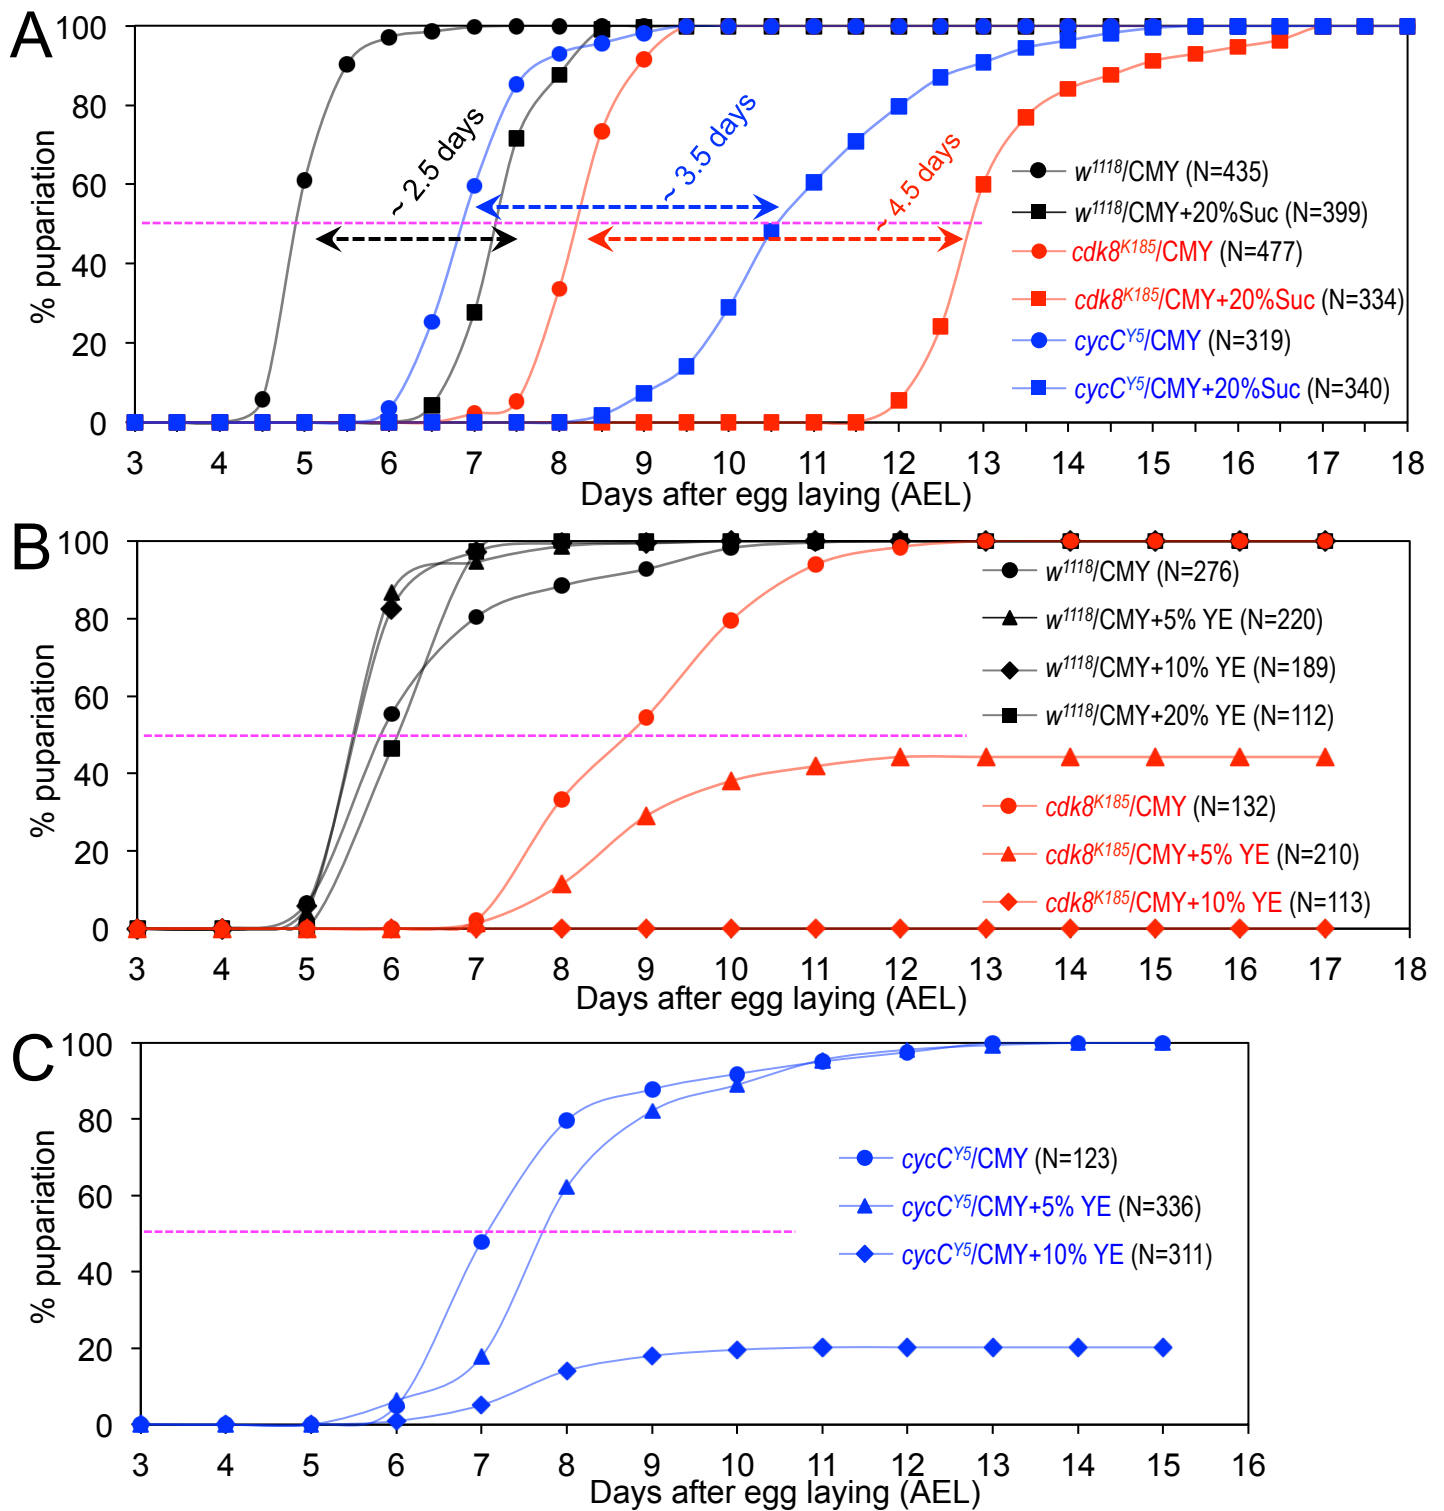 A
% pupariation
100
80
60
40
20
0
~ 2.5 days
~ 3.5 days
~ 4.5 days
w1118/CMY (N=435)
w1118/CMY+20%Suc (N=399)
cdk8K185/CMY (N=477)
cdk8K185/CMY+20%Suc (N=334)
cycCY5/CMY (N=319)
cycCY5/CMY+20%Suc (N=340)
3 4 5 6 7 8 9 10 11 12 13 14 15 16 17 18
Days after egg laying (AEL)
B
% pupariation
100
80
60
40
20
0
w1118/CMY (N=276)
w1118/CMY+5% YE (N=220)
w1118/CMY+10% YE (N=189)
w1118/CMY+20% YE (N=112)
cdk8K185/CMY (N=132)
cdk8K185/CMY+5% YE (N=210)
cdk8K185/CMY+10% YE (N=113)
3 4 5 6 7 8 9 10 11 12 13 14 15 16 17 18
Days after egg laying (AEL)
C
% pupariation
100
80
60
40
20
0
cycCY5/CMY (N=123)
cycCY5/CMY+5% YE (N=336)
cycCY5/CMY+10% YE (N=311)
3 4 5 6 7 8 9 10 11 12 13 14 15 16
Days after egg laying (AEL)